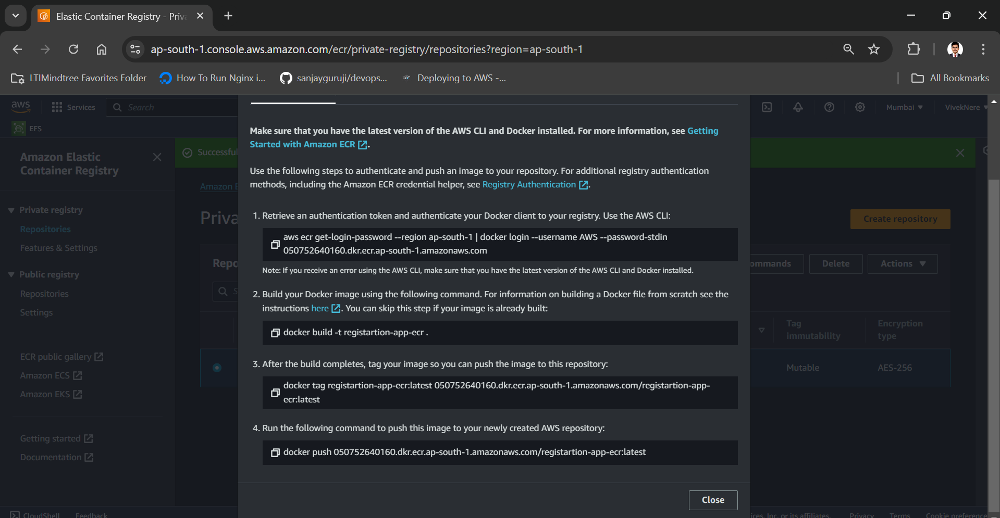 Elastic Container Registry - Priva
ap-south-1.console.aws.amazon.com/ecr/private-registry/repositories?region=ap-south-1
LTIMindtree Favorites Folder
How To Run Nginx i...
sanjayguruji/devops...
Deploying to AWS -...
All Bookmarks
aws
Services
Search
Mumbai
VivekNere
EFS
Amazon Elastic
Container Registry
Private registry
Repositories
Features & Settings
Public registry
Repositories
Settings
ECR public gallery
Amazon ECS
Amazon EKS
Getting started
Documentation
Successful
Amazon E
Priva
Repo
S
Make sure that you have the latest version of the AWS CLI and Docker installed. For more information, see Getting
Started with Amazon ECR.
Use the following steps to authenticate and push an image to your repository. For additional registry authentication
methods, including the Amazon ECR credential helper, see Registry Authentication.
1. Retrieve an authentication token and authenticate your Docker client to your registry. Use the AWS CLI:
aws ecr get-login-password --region ap-south-1 | docker login --username AWS --password-stdin
050752640160.dkr.ecr.ap-south-1.amazonaws.com
Note: If you receive an error using the AWS CLI, make sure that you have the latest version of the AWS CLI and Docker installed.
2. Build your Docker image using the following command. For information on building a Docker file from scratch see the
instructions here. You can skip this step if your image is already built:
docker build -t registartion-app-ecr .
3. After the build completes, tag your image so you can push the image to this repository:
docker tag registartion-app-ecr:latest 050752640160.dkr.ecr.ap-south-1.amazonaws.com/registartion-app-
ecr:latest
4. Run the following command to push this image to your newly created AWS repository:
docker push 050752640160.dkr.ecr.ap-south-1.amazonaws.com/registartion-app-ecr:latest
Close
Create repository
ommands
Delete
Actions
Tag
immutability
Encryption
type
Mutable
AES-256
CloudShell
Feedback
ices, Inc. or its affiliates.
Privacy
Terms
Cookie preference